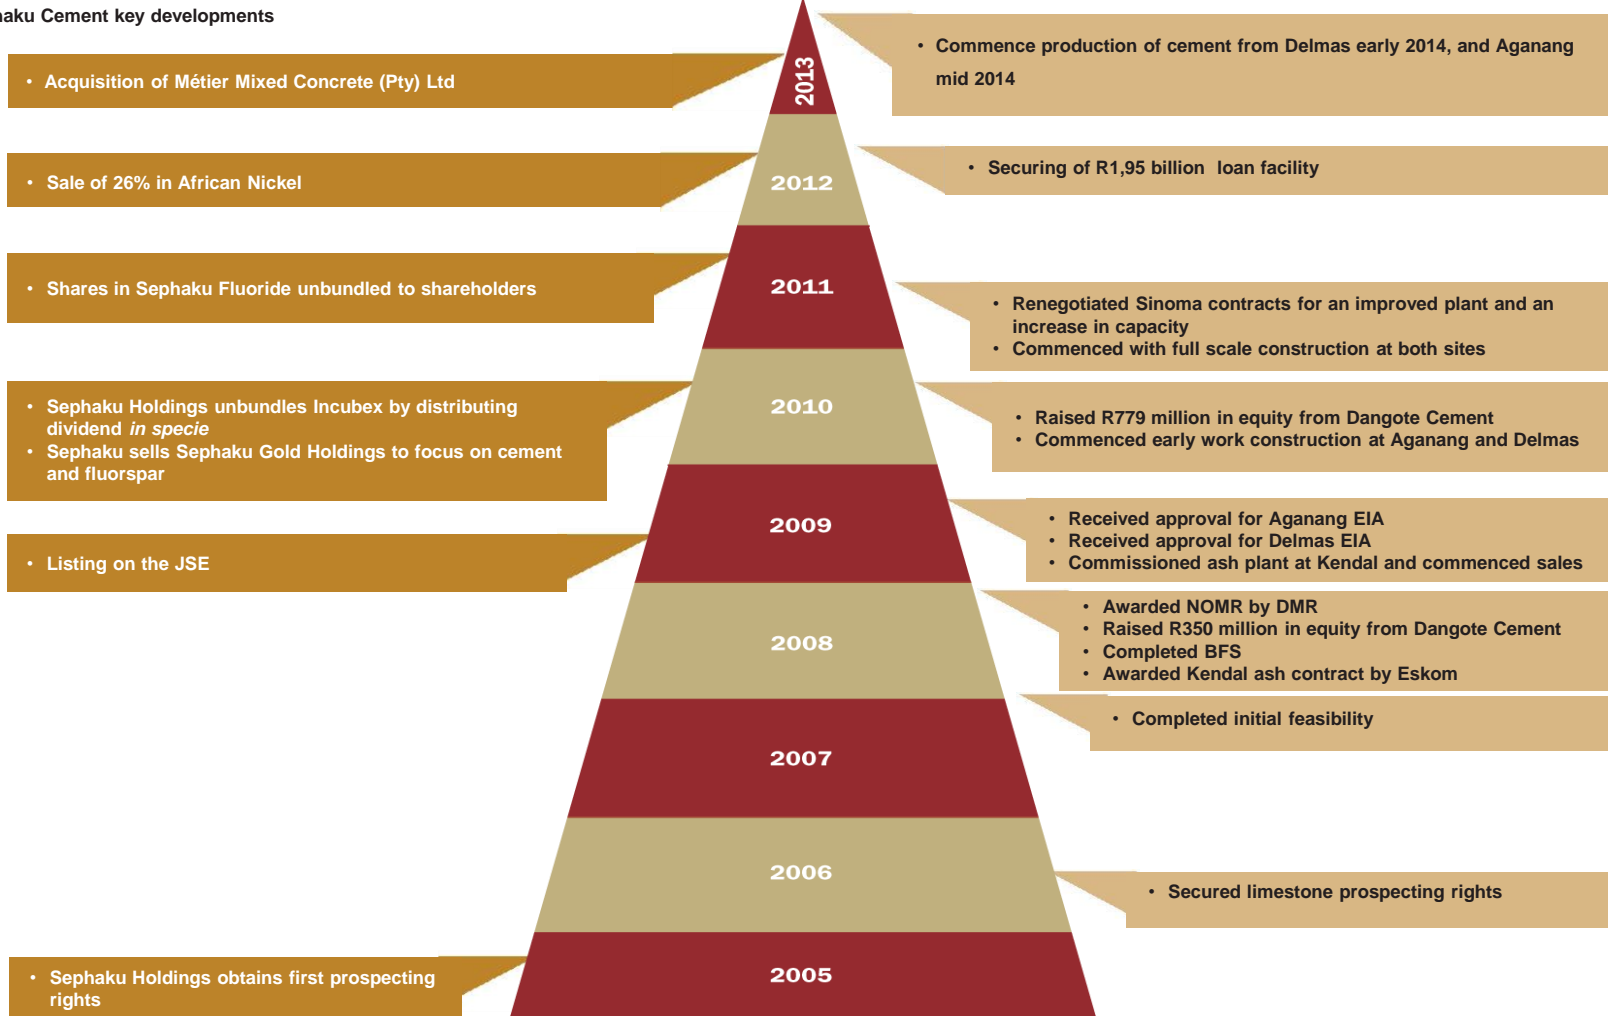 haku Cement key developments
• Acquisition of Métier Mixed Concrete (Pty) Ltd
2013
• Commence production of cement from Delmas early 2014, and Aganang
mid 2014
• Sale of 26% in African Nickel
2012
• Securing of R1,95 billion loan facility
• Shares in Sephaku Fluoride unbundled to shareholders
2011
• Renegotiated Sinoma contracts for an improved plant and an
increase in capacity
• Commenced with full scale construction at both sites
• Sephaku Holdings unbundles Incubex by distributing
dividend in specie
• Sephaku sells Sephaku Gold Holdings to focus on cement
and fluorspar
2010
• Raised R779 million in equity from Dangote Cement
• Commenced early work construction at Aganang and Delmas
• Listing on the JSE
2009
• Received approval for Aganang EIA
• Received approval for Delmas EIA
• Commissioned ash plant at Kendal and commenced sales
2008
• Awarded NOMR by DMR
• Raised R350 million in equity from Dangote Cement
• Completed BFS
• Awarded Kendal ash contract by Eskom
2007
• Completed initial feasibility
2006
• Secured limestone prospecting rights
• Sephaku Holdings obtains first prospecting
rights
2005